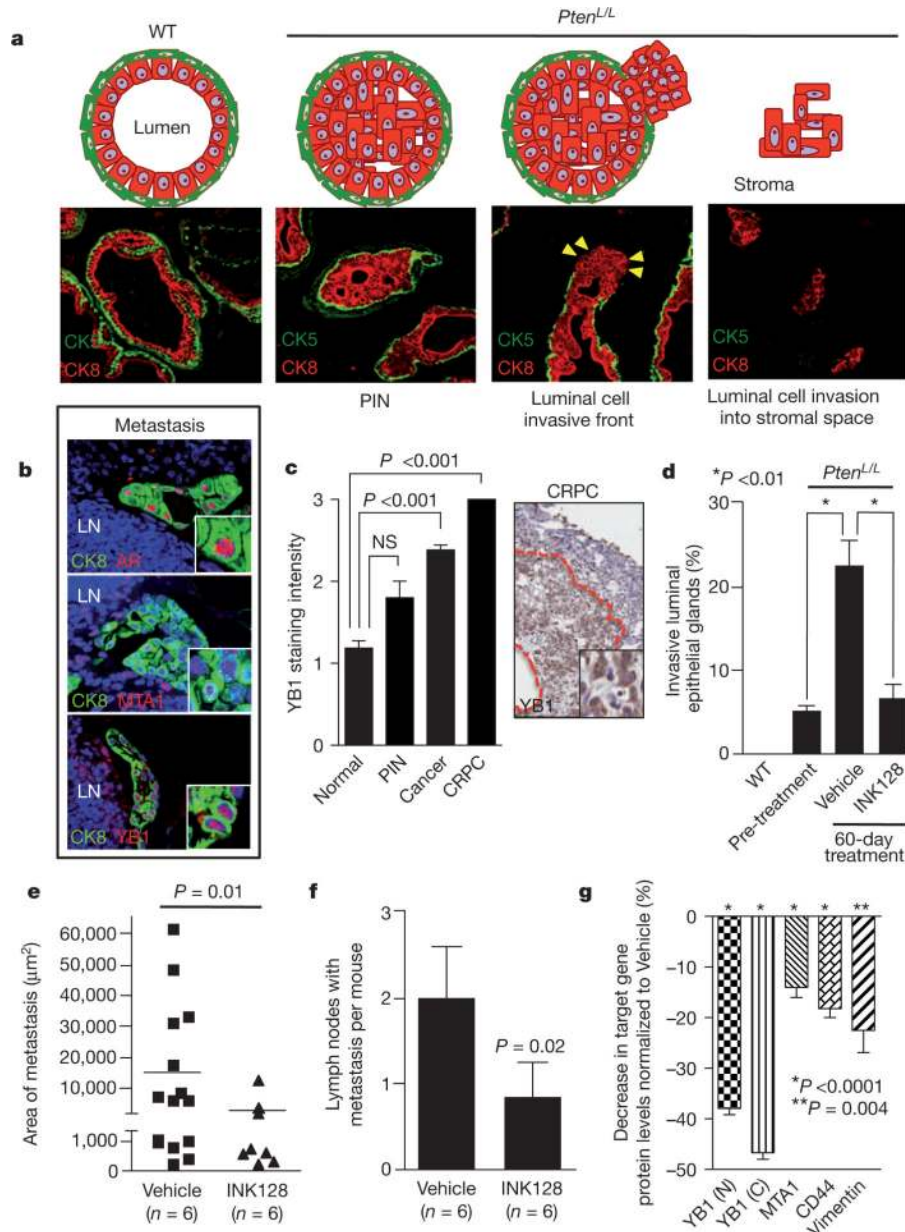 a
WT
Pten^L/L
Lumen
Stroma
CK5
CK8
CK5
CK8
CK5
CK8
CK5
CK8
PIN
Luminal cell
invasive front
Luminal cell invasion
into stromal space
b
Metastasis
LN
CK8 AR
LN
CK8 MTA1
LN
CK8 YB1
c
P <0.001
P <0.001
NS
YB1 staining intensity
3
2
1
0
Normal
PIN
Cancer
CRPC
CRPC
YB1
d
*P <0.01
Pten^L/L
*
*
Invasive luminal
epithelial glands (%)
30
20
10
0
WT
Pre-treatment
Vehicle
INK128
60-day
treatment
e
P = 0.01
Area of metastasis (μm²)
60,000
50,000
40,000
30,000
20,000
10,000
1,000
0
Vehicle
(n = 6)
INK128
(n = 6)
f
Lymph nodes with
metastasis per mouse
3
2
1
0
P = 0.02
Vehicle
(n = 6)
INK128
(n = 6)
g
Decrease in target gene
protein levels normalized to Vehicle (%)
* * * * **
0
−10
−20
−30
−40
−50
*P <0.0001
**P = 0.004
YB1 (N)
YB1 (C)
MTA1
CD44
Vimentin